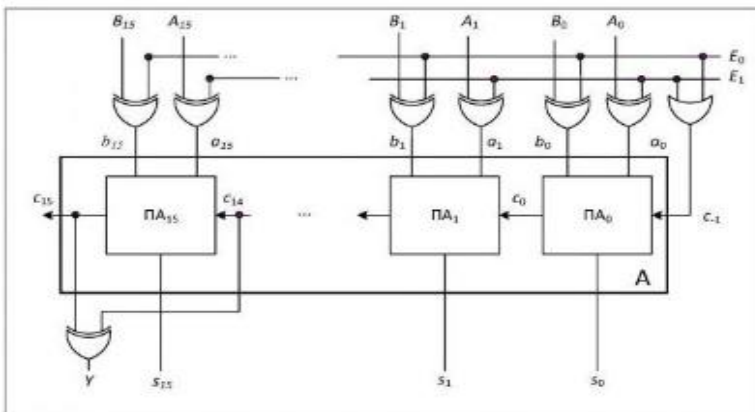 B15 A15 B1 A1 B0 A0
... E0
... E1
b15 a15 b1 a1 b0 a0
c15 ПА15 c14 ... ПА1 c0 ПА0 c-1
A
Y s15 s1 s0